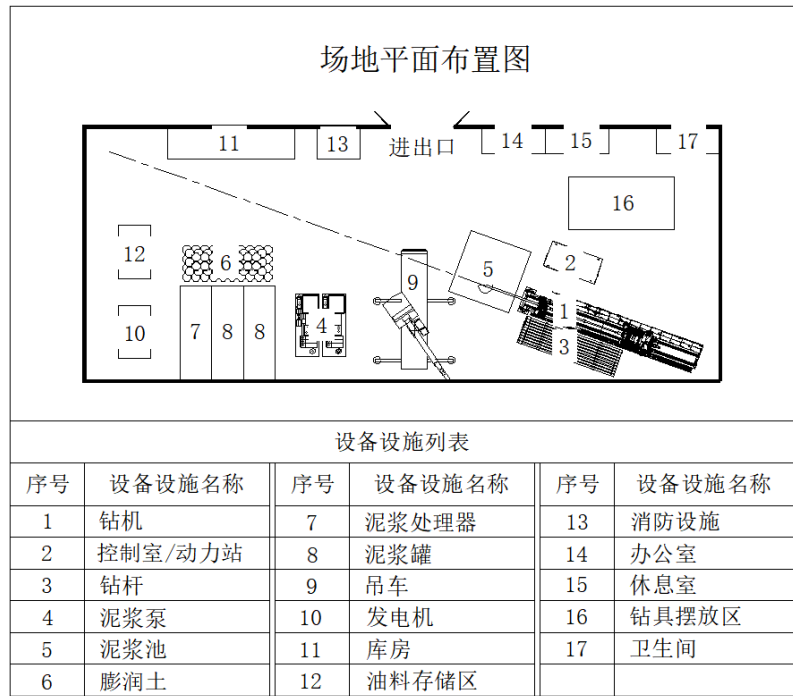 场地平面布置图
11
13
进出口
14
15
17
16
12
6
9
5
2
10
7
8
8
4
1
3
设备设施列表
序号 设备设施名称 序号 设备设施名称 序号 设备设施名称
1 钻机 7 泥浆处理器 13 消防设施
2 控制室/动力站 8 泥浆罐 14 办公室
3 钻杆 9 吊车 15 休息室
4 泥浆泵 10 发电机 16 钻具摆放区
5 泥浆池 11 库房 17 卫生间
6 膨润土 12 油料存储区